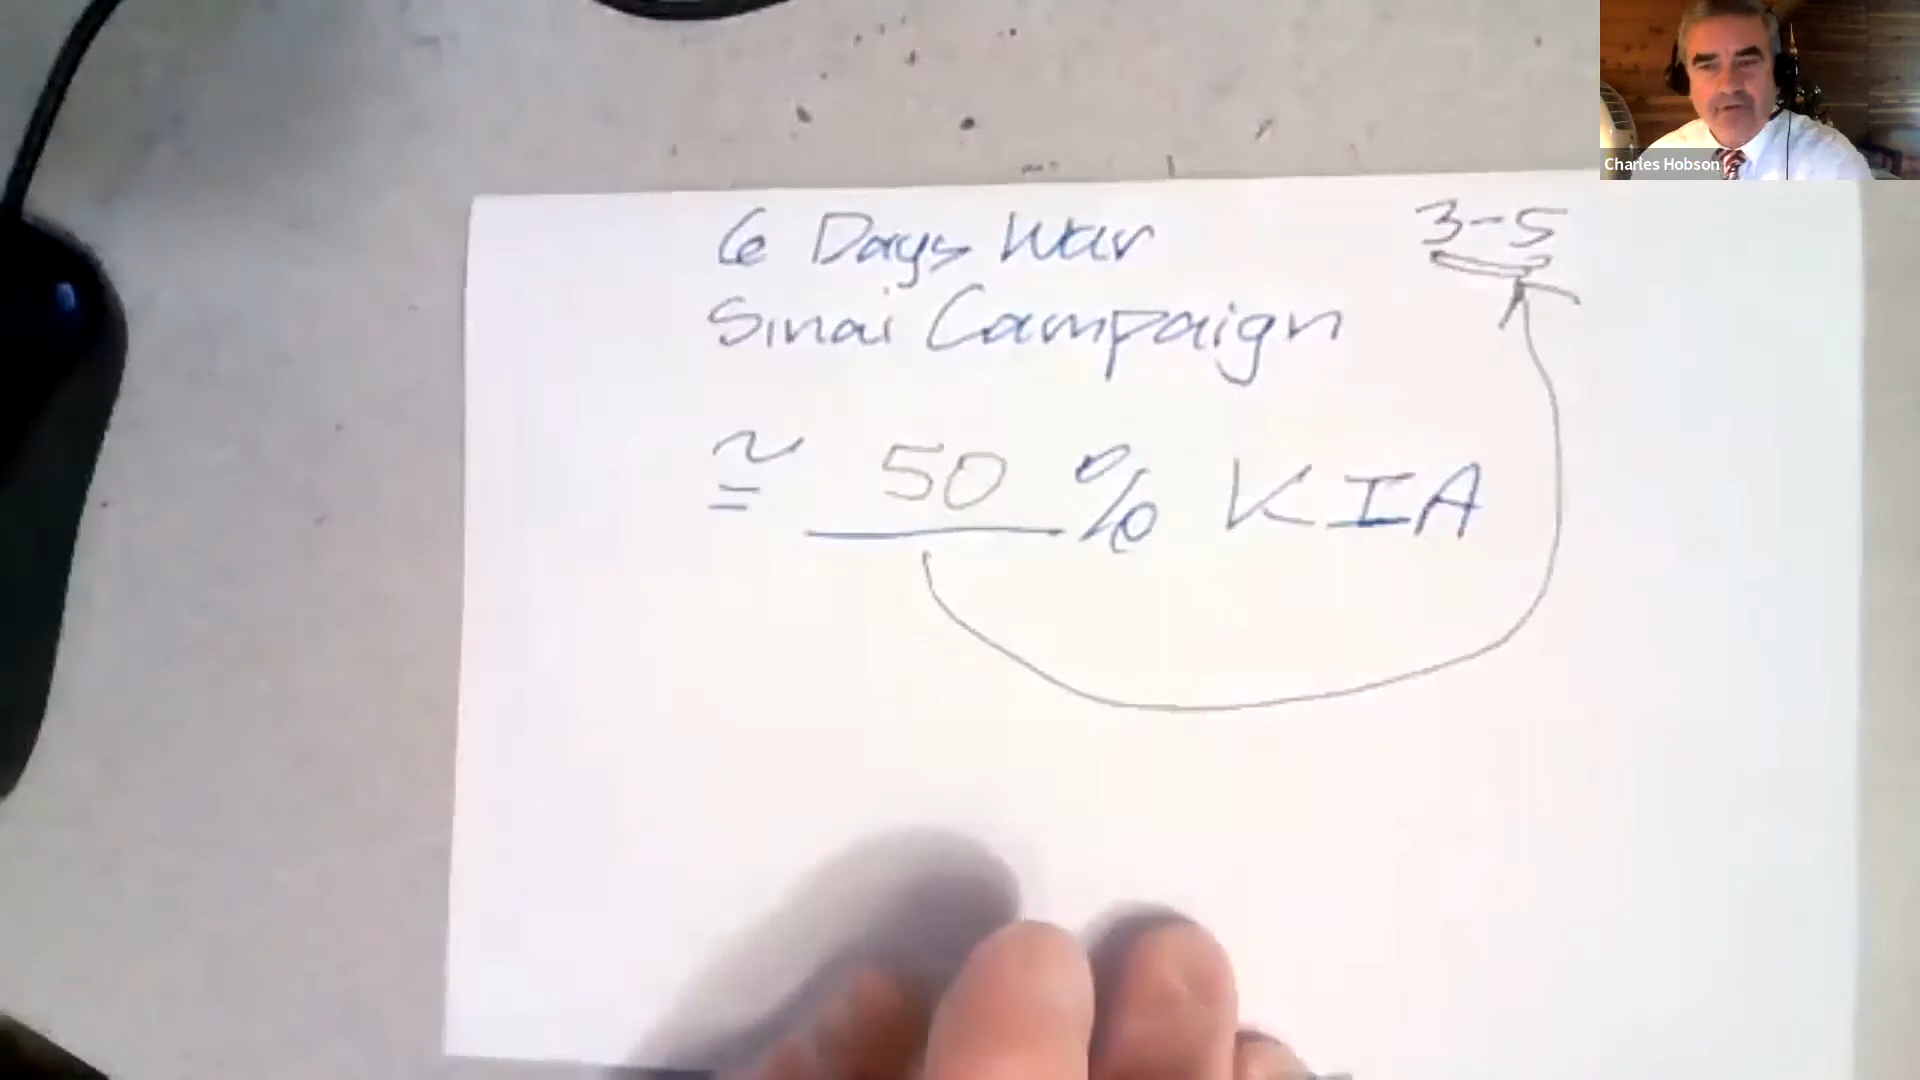 Charles Hobson
6 Days War
3-5
Sinai Campaign
≅ 50 % KIA